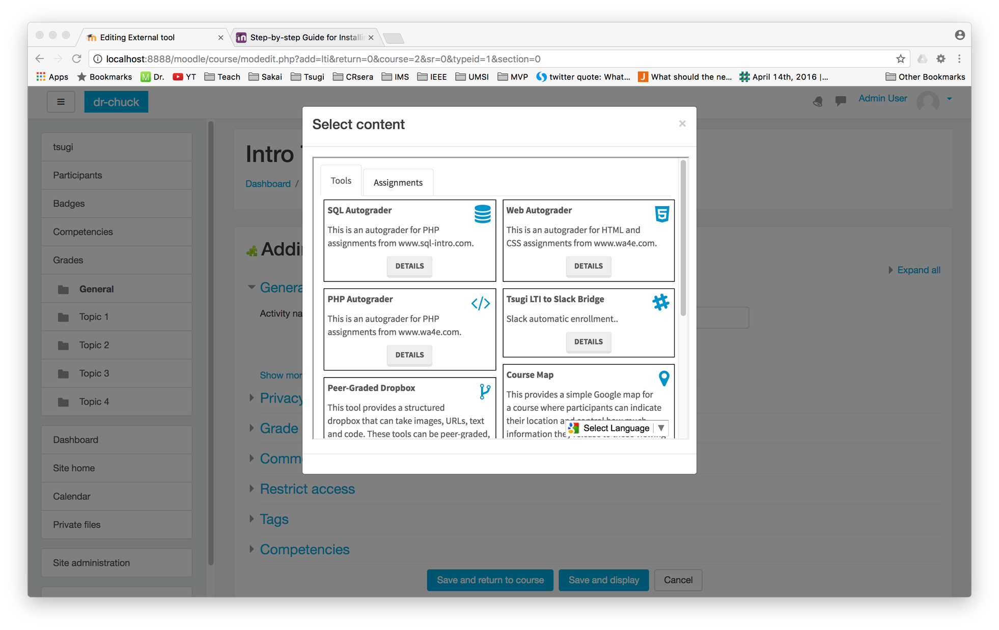 Editing External tool
Step-by-step Guide for Installi
localhost:8888/moodle/course/modedit.php?add=lti&return=0&course=2&sr=0&typeid=1&section=0
Apps Bookmarks Dr. YT Teach Sakai Tsugi CRsera IMS IEEE UMSI MVP twitter quote: What... What should the ne... April 14th, 2016 |... Other Bookmarks
dr-chuck
Admin User
tsugi
Participants
Badges
Competencies
Grades
General
Topic 1
Topic 2
Topic 3
Topic 4
Dashboard
Site home
Calendar
Private files
Site administration
Intro
Dashboard /
Addi
Expand all
Genera
Activity na
Show mor
Privacy
Grade
Comm
Restrict access
Tags
Competencies
Save and return to course
Save and display
Cancel
Select content
Tools
Assignments
SQL Autograder
This is an autograder for PHP
assignments from www.sql-intro.com.
DETAILS
Web Autograder
This is an autograder for HTML and
CSS assignments from www.wa4e.com.
DETAILS
PHP Autograder
This is an autograder for PHP
assignments from www.wa4e.com.
DETAILS
Tsugi LTI to Slack Bridge
Slack automatic enrollment..
DETAILS
Peer-Graded Dropbox
This tool provides a structured
dropbox that can take images, URLs, text
and code. These tools can be peer-graded,
Course Map
This provides a simple Google map for
a course where participants can indicate
their location and control how much
information they release to those viewing
Select Language